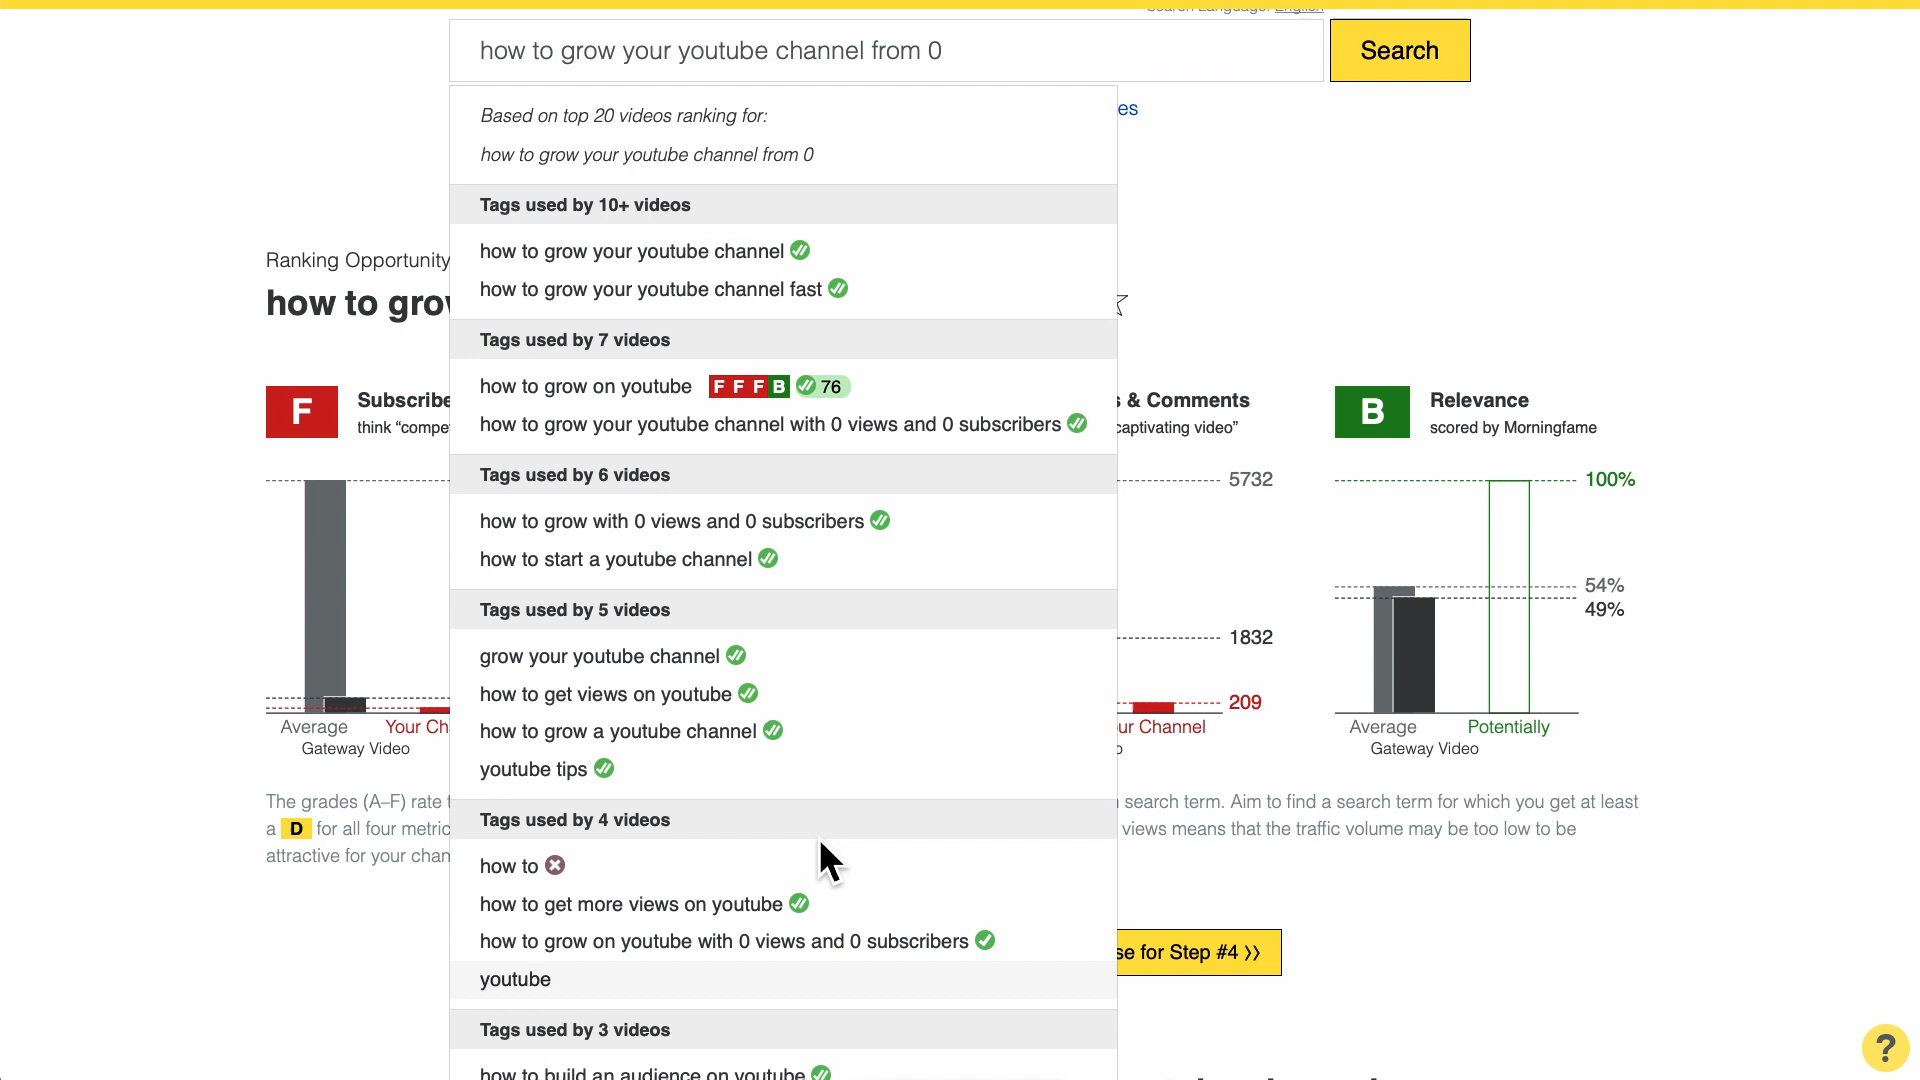 Search Language: English
how to grow your youtube channel from 0
Search
Based on top 20 videos ranking for:
es
how to grow your youtube channel from 0
Tags used by 10+ videos
how to grow your youtube channel
Ranking Opportunity
how to grow your youtube channel fast
how to grow
Tags used by 7 videos
how to grow on youtube F F F B 76
F Subscribe
think “compe
s & Comments
captivating video”
B Relevance
scored by Morningfame
how to grow your youtube channel with 0 views and 0 subscribers
Tags used by 6 videos
5732
100%
how to grow with 0 views and 0 subscribers
how to start a youtube channel
54%
49%
Tags used by 5 videos
1832
grow your youtube channel
how to get views on youtube
209
how to grow a youtube channel
Average Your Ch
Gateway Video
ur Channel
o
Average Potentially
Gateway Video
youtube tips
The grades (A–F) rate t
search term. Aim to find a search term for which you get at least
Tags used by 4 videos
a D for all four metric
views means that the traffic volume may be too low to be
attractive for your chan
how to
how to get more views on youtube
how to grow on youtube with 0 views and 0 subscribers
se for Step #4
youtube
Tags used by 3 videos
how to build an audience on youtube
?